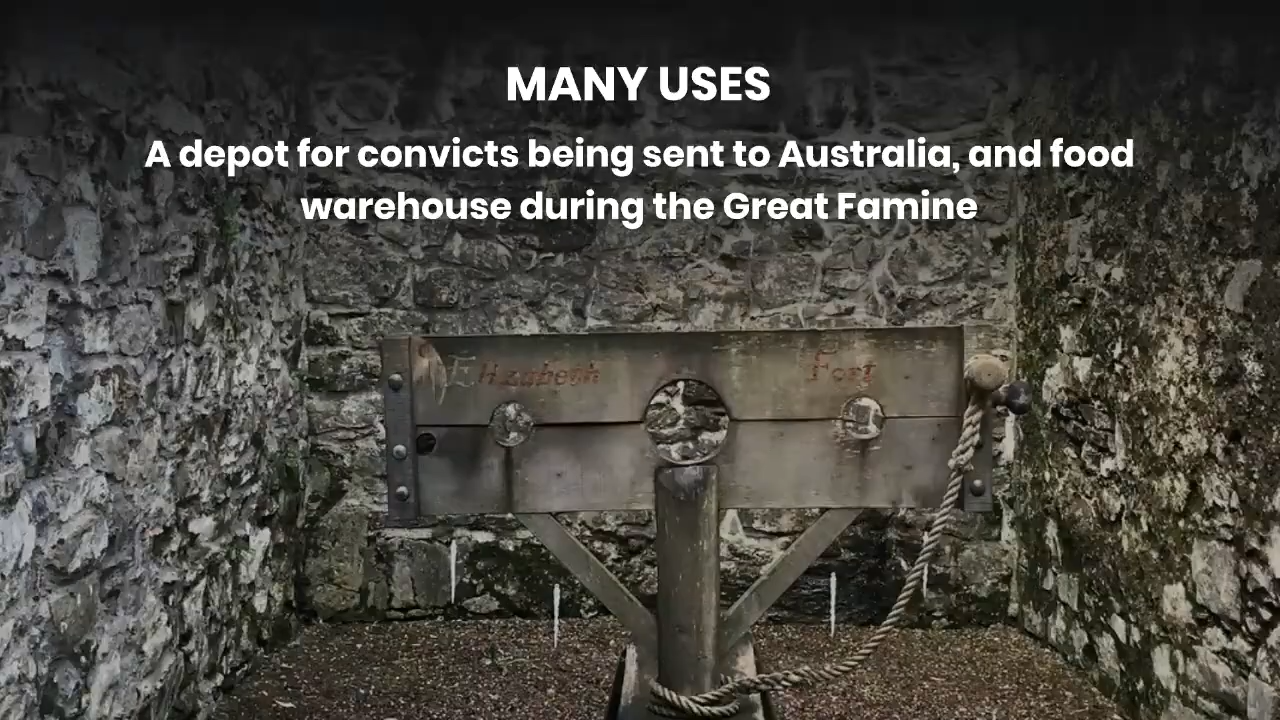 MANY USES
A depot for convicts being sent to Australia, and food
warehouse during the Great Famine
Elizabeth Fort